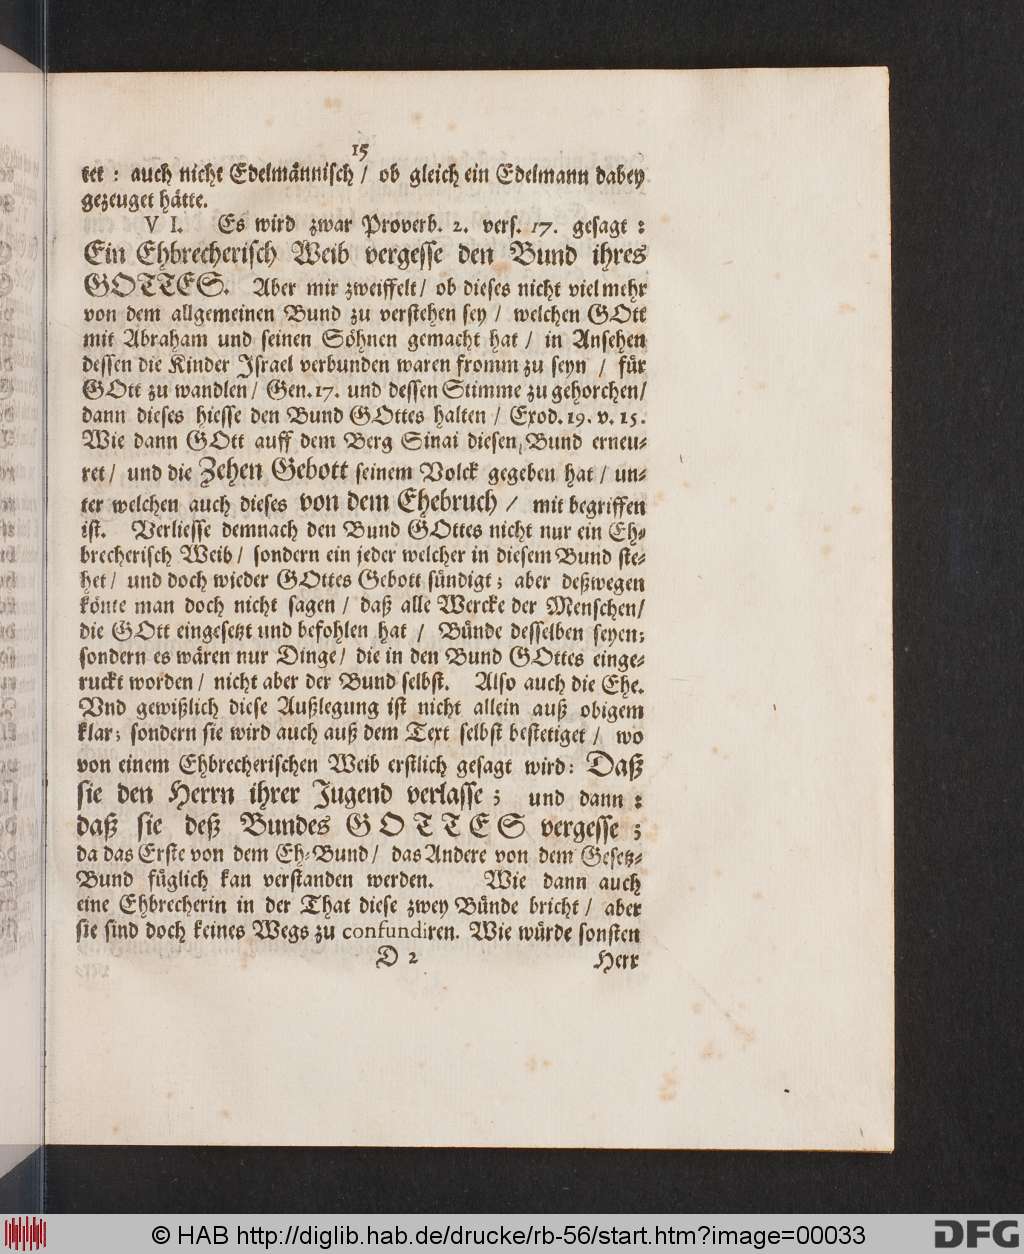 15
tet : auch nicht Edelmännisch / ob gleich ein Edelmann dabey
gezeuget hätte.
VI. Es wird zwar Proverb. 2. vers. 17. gesagt :
Ein Ehbrecherisch Weib vergesse den Bund ihres
GOTTES. Aber mir zweiffelt / ob dieses nicht viel mehr
von dem allgemeinen Bund zu verstehen sey / welchen GOtt
mit Abraham und seinen Söhnen gemacht hat / in Ansehen
dessen die Kinder Israel verbunden waren fromm zu seyn / für
GOtt zu wandlen / Gen. 17. und dessen Stimme zu gehorchen /
dann dieses hiesse den Bund GOttes halten / Exod. 19. v. 15.
Wie dann GOtt auff dem Berg Sinai diesen Bund erneu-
ret / und die Zehen Gebott seinem Volck gegeben hat / un-
ter welchen auch dieses von dem Ehebruch / mit begriffen
ist. Verliesse demnach den Bund GOttes nicht nur ein Eh-
brecherisch Weib / sondern ein jeder welcher in diesem Bund ste-
het / und doch wieder GOttes Gebott sündigt ; aber deßwegen
könte man doch nicht sagen / daß alle Wercke der Menschen /
die GOtt eingesetzt und befohlen hat / Bünde desselben seyen ;
sondern es wären nur Dinge / die in den Bund GOttes einge-
ruckt worden / nicht aber der Bund selbst. Also auch die Ehe.
Vnd gewißlich diese Außlegung ist nicht allein auß obigem
klar ; sondern sie wird auch auß dem Text selbst bestetiget / wo
von einem Ehbrecherischen Weib erstlich gesagt wird : Daß
sie den Herrn ihrer Jugend verlasse ; und dann :
daß sie deß Bundes GOTTES vergesse ;
da das Erste von dem Eh-Bund / das Andere von dem Gesetz-
Bund füglich kan verstanden werden. Wie dann auch
eine Ehbrecherin in der That diese zwey Bünde bricht / aber
sie sind doch keines Wegs zu confundiren. Wie würde sonsten
D 2 Herr
© HAB http://diglib.hab.de/drucke/rb-56/start.htm?image=00033
DFG